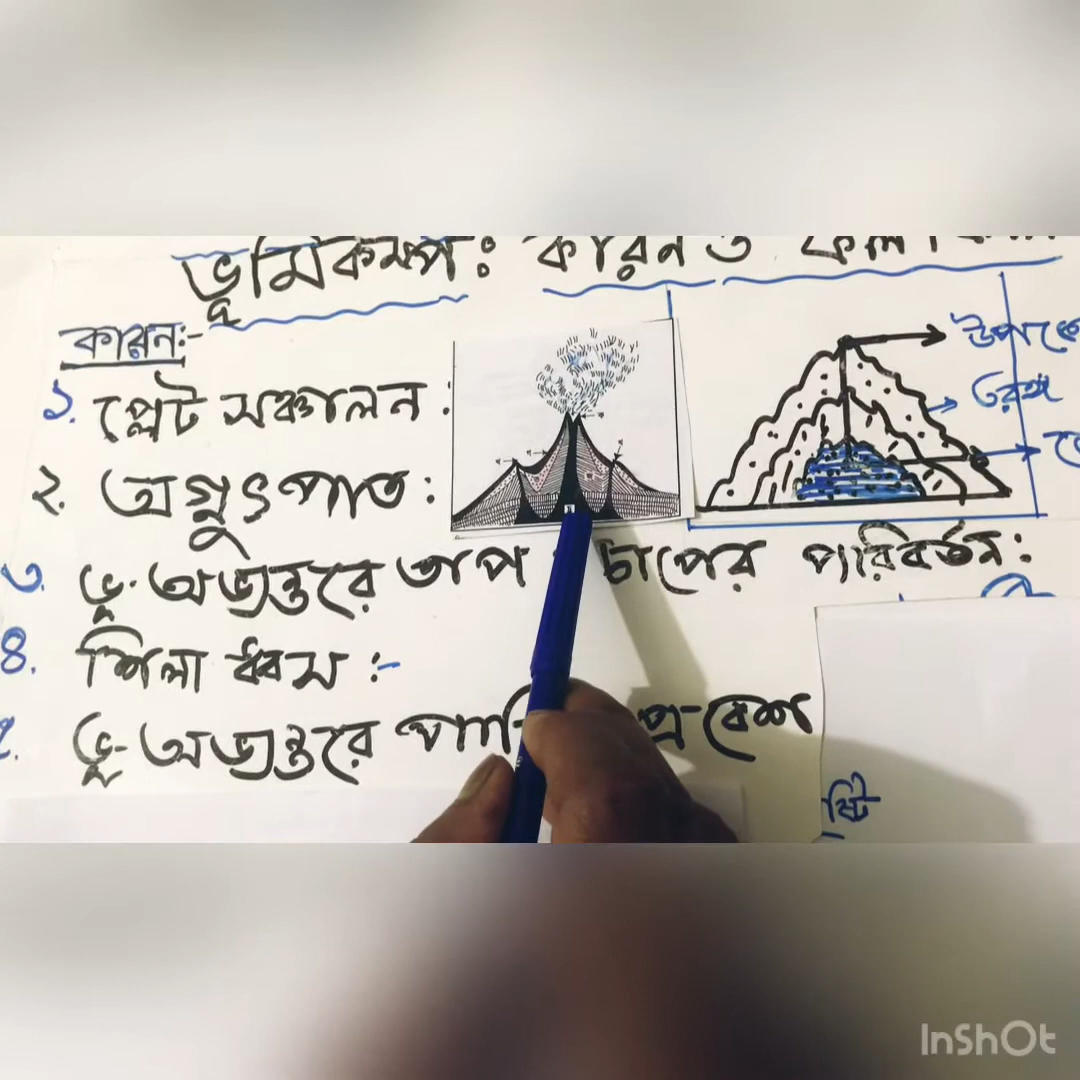 ভূমিকম্প: কারন ও ফলাফল
কারন:-
১. প্লেট সঞ্চালন:
২. অগ্নুৎপাত:
৩. ভূ-অভ্যন্তরে তাপ চাপের পরিবর্তন:
৪. শিলা ধ্বস:-
৫. ভূ-অভ্যন্তরে প্রবেশ
তরঙ্গ
InShOt